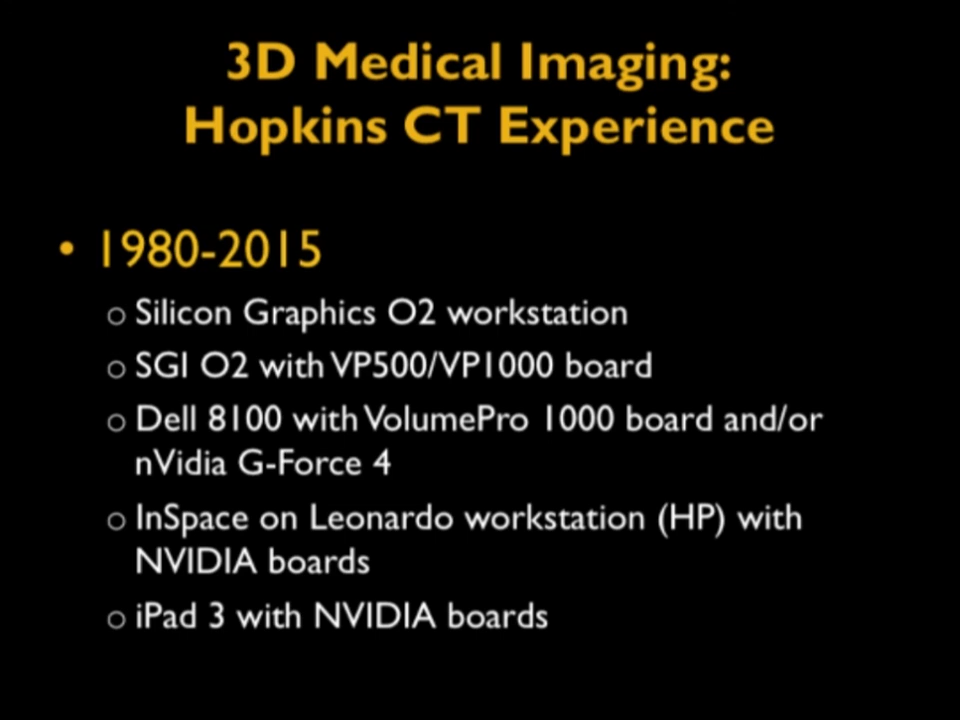 3D Medical Imaging:
Hopkins CT Experience
• 1980-2015
o Silicon Graphics O2 workstation
o SGI O2 with VP500/VP1000 board
o Dell 8100 with VolumePro 1000 board and/or
nVidia G-Force 4
o InSpace on Leonardo workstation (HP) with
NVIDIA boards
o iPad 3 with NVIDIA boards